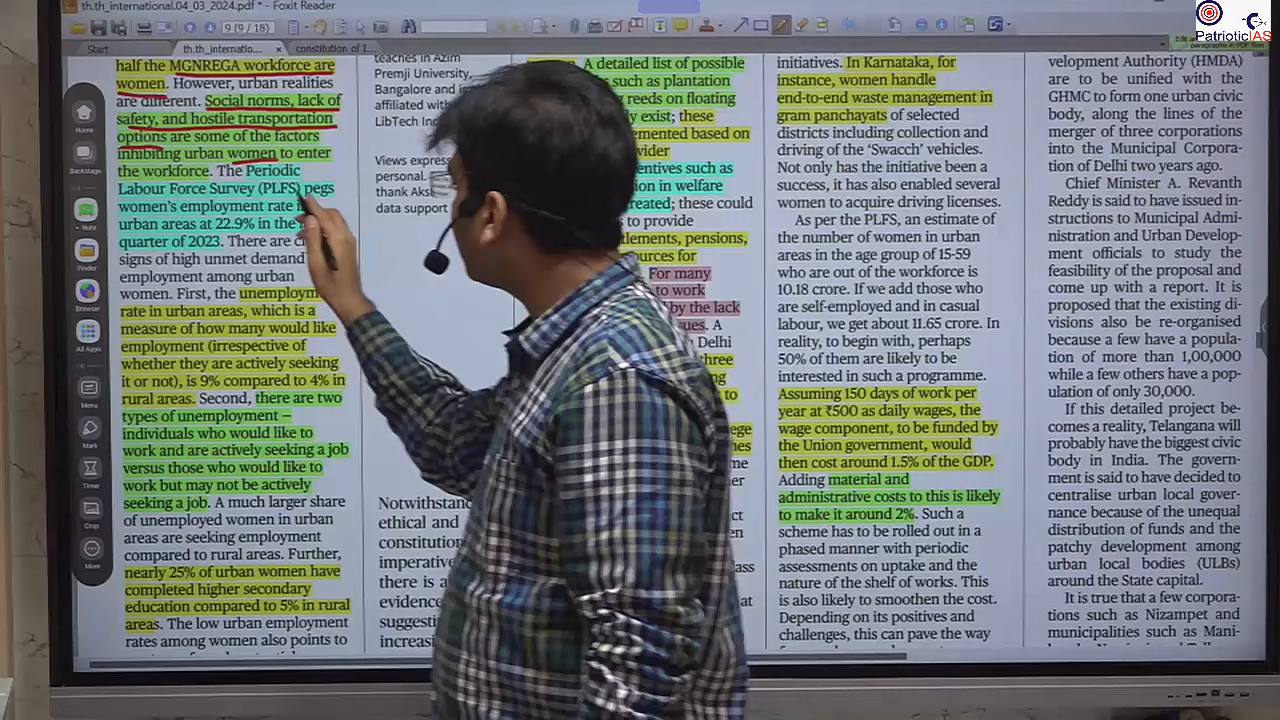 th.th_international.04_03_2024.pdf * - Foxit Reader
9 (9 / 18)
Start
th.th_internatio...
constitution of I...
PatrioticIAS
Home
Backstage
Note
Finder
Browser
All Apps
Menu
Mark
Timer
Crop
More
half the MGNREGA workforce are
women. However, urban realities
are different. Social norms, lack of
safety, and hostile transportation
options are some of the factors
inhibiting urban women to enter
the workforce. The Periodic
Labour Force Survey (PLFS) pegs
women's employment rate
urban areas at 22.9% in the
quarter of 2023. There are
signs of high unmet demand
employment among urban
women. First, the
rate in urban areas, which is a
measure of how many would like
employment (irrespective of
whether they are actively seeking
it or not), is 9% compared to 4% in
rural areas. Second, there are two
types of unemployment –
individuals who would like to
work and are actively seeking a job
versus those who would like to
work but may not be actively
seeking a job. A much larger share
of unemployed women in urban
areas are seeking employment
compared to rural areas. Further,
nearly 25% of urban women have
completed higher secondary
education compared to 5% in rural
areas. The low urban employment
rates among women also points to
teaches in Azim
Premji University,
Bangalore and is
affiliated with
LibTech
Views
personal.
thank
data support
Notwithstand
ethical and
constitution
imperative
there is a
evidence
suggesting
increasing
A detailed list of possible
such as plantation
reeds on floating
exist; these
based on
such as
in welfare
these could
to provide
pensions,
for
For many
to work
by the lack
A
Delhi
three
to
initiatives. In Karnataka, for
instance, women handle
end-to-end waste management in
gram panchayats of selected
districts including collection and
driving of the 'Swacch' vehicles.
Not only has the initiative been a
success, it has also enabled several
women to acquire driving licenses.
As per the PLFS, an estimate of
the number of women in urban
areas in the age group of 15-59
who are out of the workforce is
10.18 crore. If we add those who
are self-employed and in casual
labour, we get about 11.65 crore. In
reality, to begin with, perhaps
50% of them are likely to be
interested in such a programme.
Assuming 150 days of work per
year at ₹500 as daily wages, the
wage component, to be funded by
the Union government, would
then cost around 1.5% of the GDP.
Adding material and
administrative costs to this is likely
to make it around 2%. Such a
scheme has to be rolled out in a
phased manner with periodic
assessments on uptake and the
nature of the shelf of works. This
is also likely to smoothen the cost.
Depending on its positives and
challenges, this can pave the way
velopment Authority (HMDA)
are to be unified with the
GHMC to form one urban civic
body, along the lines of the
merger of three corporations
into the Municipal Corpora-
tion of Delhi two years ago.
Chief Minister A. Revanth
Reddy is said to have issued in-
structions to Municipal Admi-
nistration and Urban Develop-
ment officials to study the
feasibility of the proposal and
come up with a report. It is
proposed that the existing di-
visions also be re-organised
because a few have a popula-
tion of more than 1,00,000
while a few others have a pop-
ulation of only 30,000.
If this detailed project be-
comes a reality, Telangana will
probably have the biggest civic
body in India. The govern-
ment is said to have decided to
centralise urban local gover-
nance because of the unequal
distribution of funds and the
patchy development among
urban local bodies (ULBs)
around the State capital.
It is true that a few corpora-
tions such as Nizampet and
municipalities such as Mani-